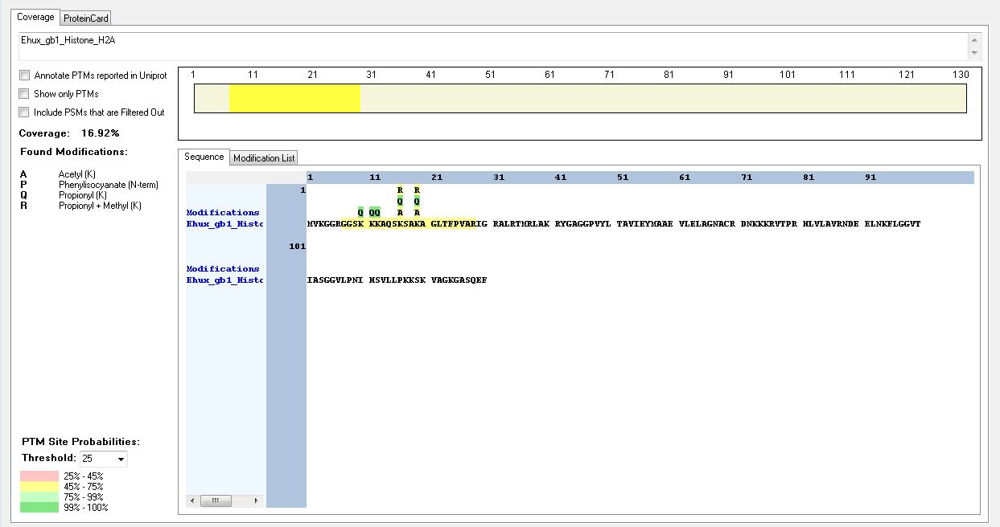 Coverage ProteinCard
Ehux_gb1_Histone_H2A
Annotate PTMs reported in Uniprot
Show only PTMs
Include PSMs that are Filtered Out
Coverage: 16.92%
Found Modifications:
A Acetyl (K)
P Phenylisocyanate (N-term)
Q Propionyl (K)
R Propionyl + Methyl (K)
1 11 21 31 41 51 61 71 81 91 101 111 121 130
Sequence Modification List
1 11 21 31 41 51 61 71 81 91
1 R R
Q Q
Modifications Q QQ A A
Ehux_gb1_Histo MVKGGRGGSK KKAQSKSAKA GLTFPVARIG RALRTMRLAK RYGAGGPVYL TAVIEYMAAE VLELAGNACR DNKKKRVTPR HLVLAVRNDE ELNKFLGGVT
101
Modifications
Ehux_gb1_Histo IASGGVLPNI HSVLLPKKSK VAGKGASQEF
PTM Site Probabilities:
Threshold: 25
25% - 45%
45% - 75%
75% - 99%
99% - 100%